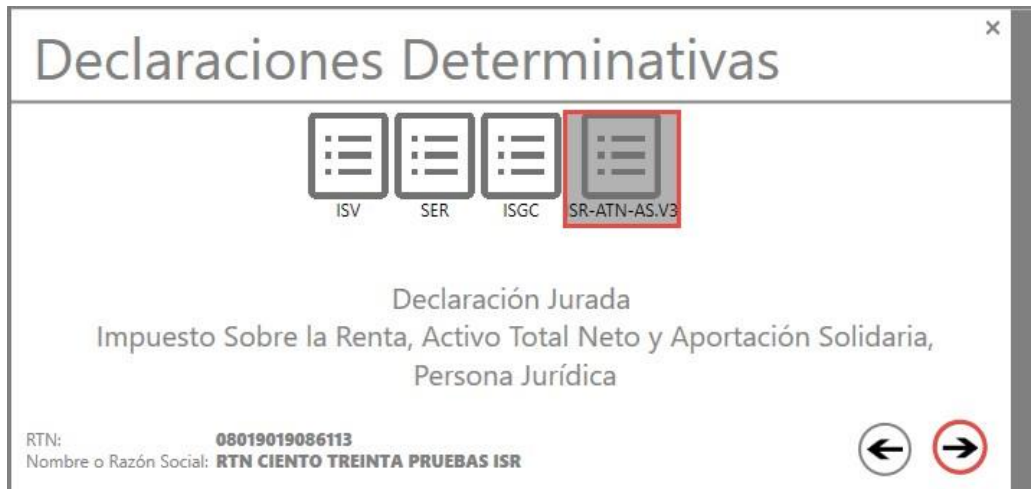 Declaraciones Determinativas
×
ISV SER ISGC SR-ATN-AS.V3
Declaración Jurada
Impuesto Sobre la Renta, Activo Total Neto y Aportación Solidaria,
Persona Jurídica
RTN: 08019019086113
Nombre o Razón Social: RTN CIENTO TREINTA PRUEBAS ISR